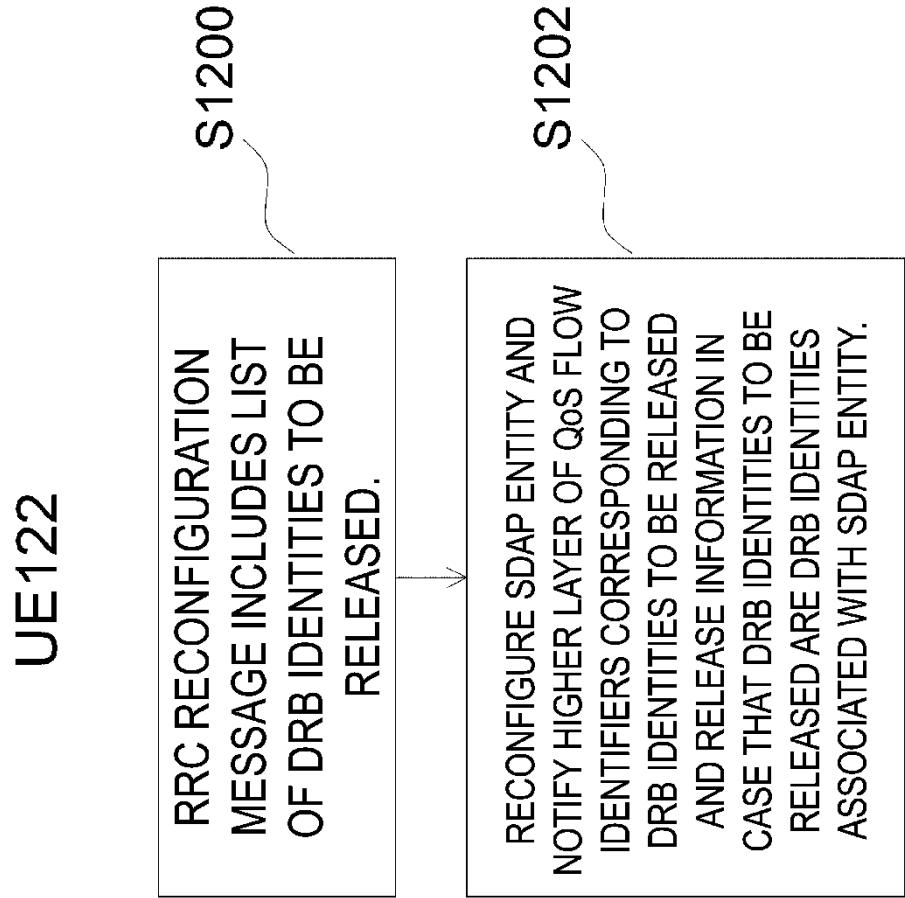 UE122
RRC RECONFIGURATION
MESSAGE INCLUDES LIST
OF DRB IDENTITIES TO BE
RELEASED.
S1200
RECONFIGURE SDAP ENTITY AND
NOTIFY HIGHER LAYER OF QoS FLOW
IDENTIFIERS CORRESPONDING TO
DRB IDENTITIES TO BE RELEASED
AND RELEASE INFORMATION IN
CASE THAT DRB IDENTITIES TO BE
RELEASED ARE DRB IDENTITIES
ASSOCIATED WITH SDAP ENTITY.
S1202